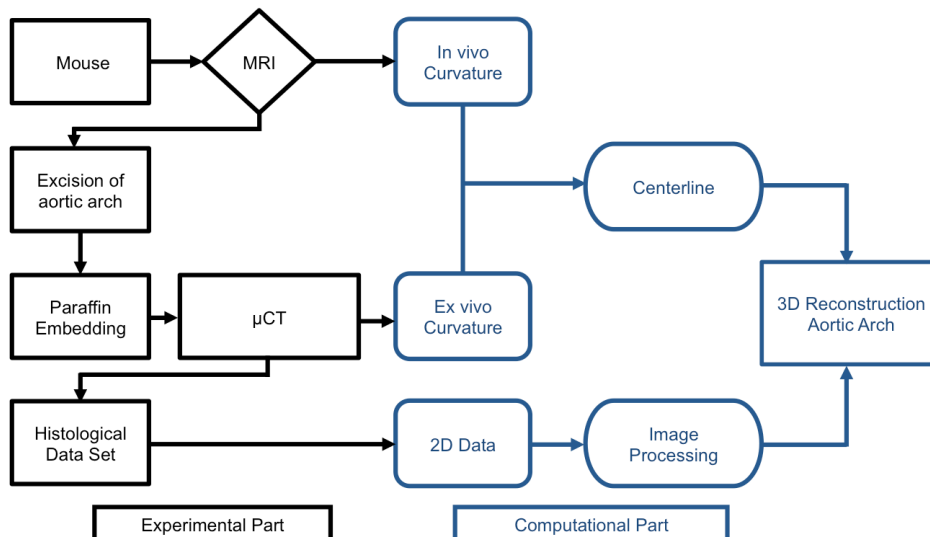 Mouse
MRI
In vivo
Curvature
Excision of
aortic arch
Centerline
Paraffin
Embedding
µCT
Ex vivo
Curvature
3D Reconstruction
Aortic Arch
Histological
Data Set
2D Data
Image
Processing
Experimental Part
Computational Part